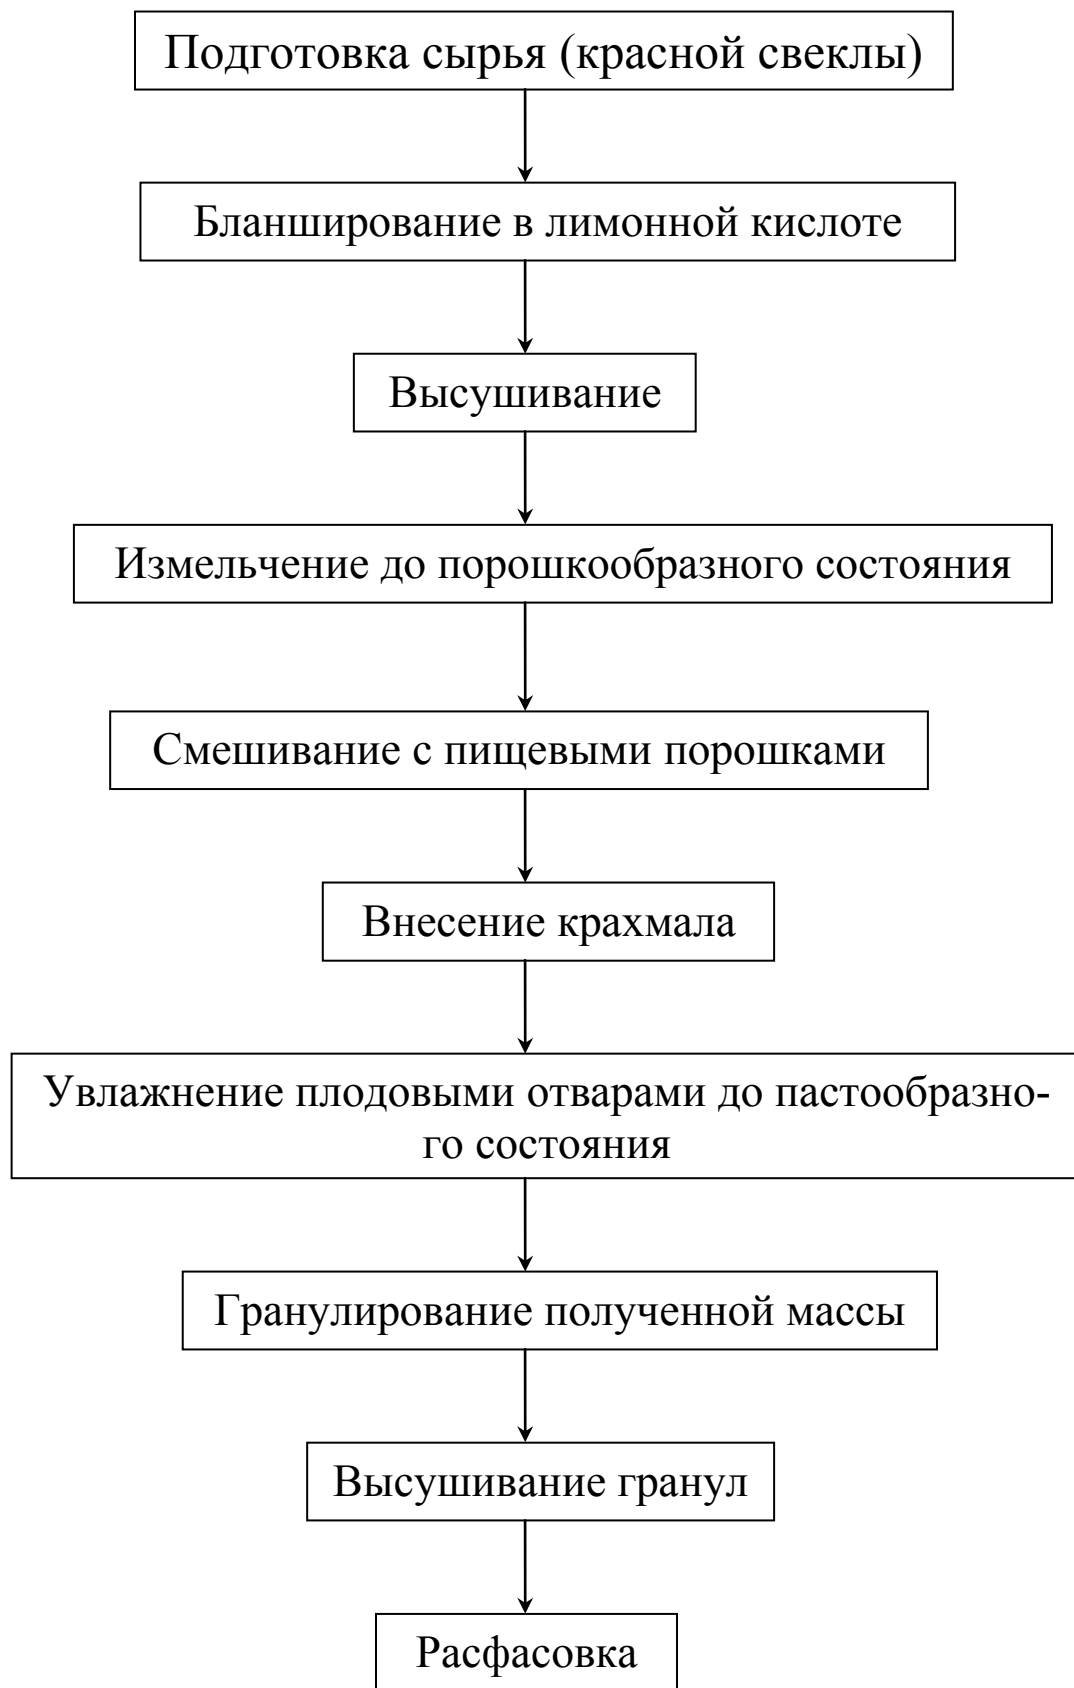 Подготовка сырья (красной свеклы)
Бланширование в лимонной кислоте
Высушивание
Измельчение до порошкообразного состояния
Смешивание с пищевыми порошками
Внесение крахмала
Увлажнение плодовыми отварами до пастообразно-
го состояния
Гранулирование полученной массы
Высушивание гранул
Расфасовка